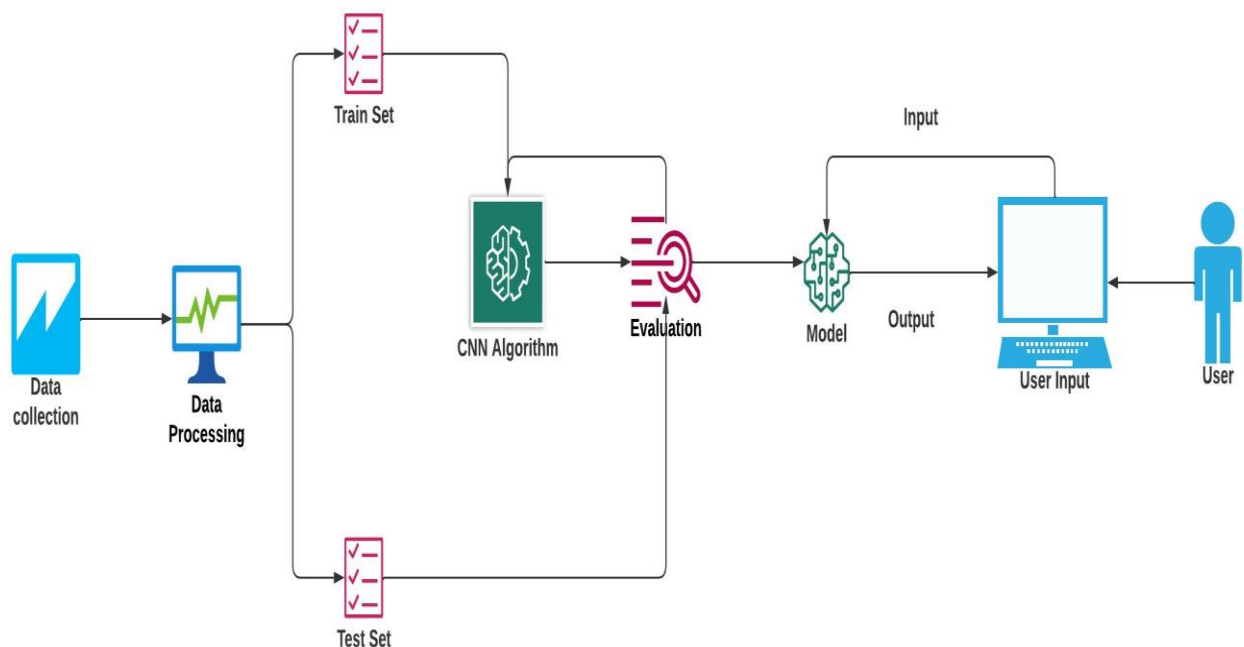 Train Set
Input
CNN Algorithm
Evaluation
Model
Output
User Input
User
Data
collection
Data
Processing
Test Set